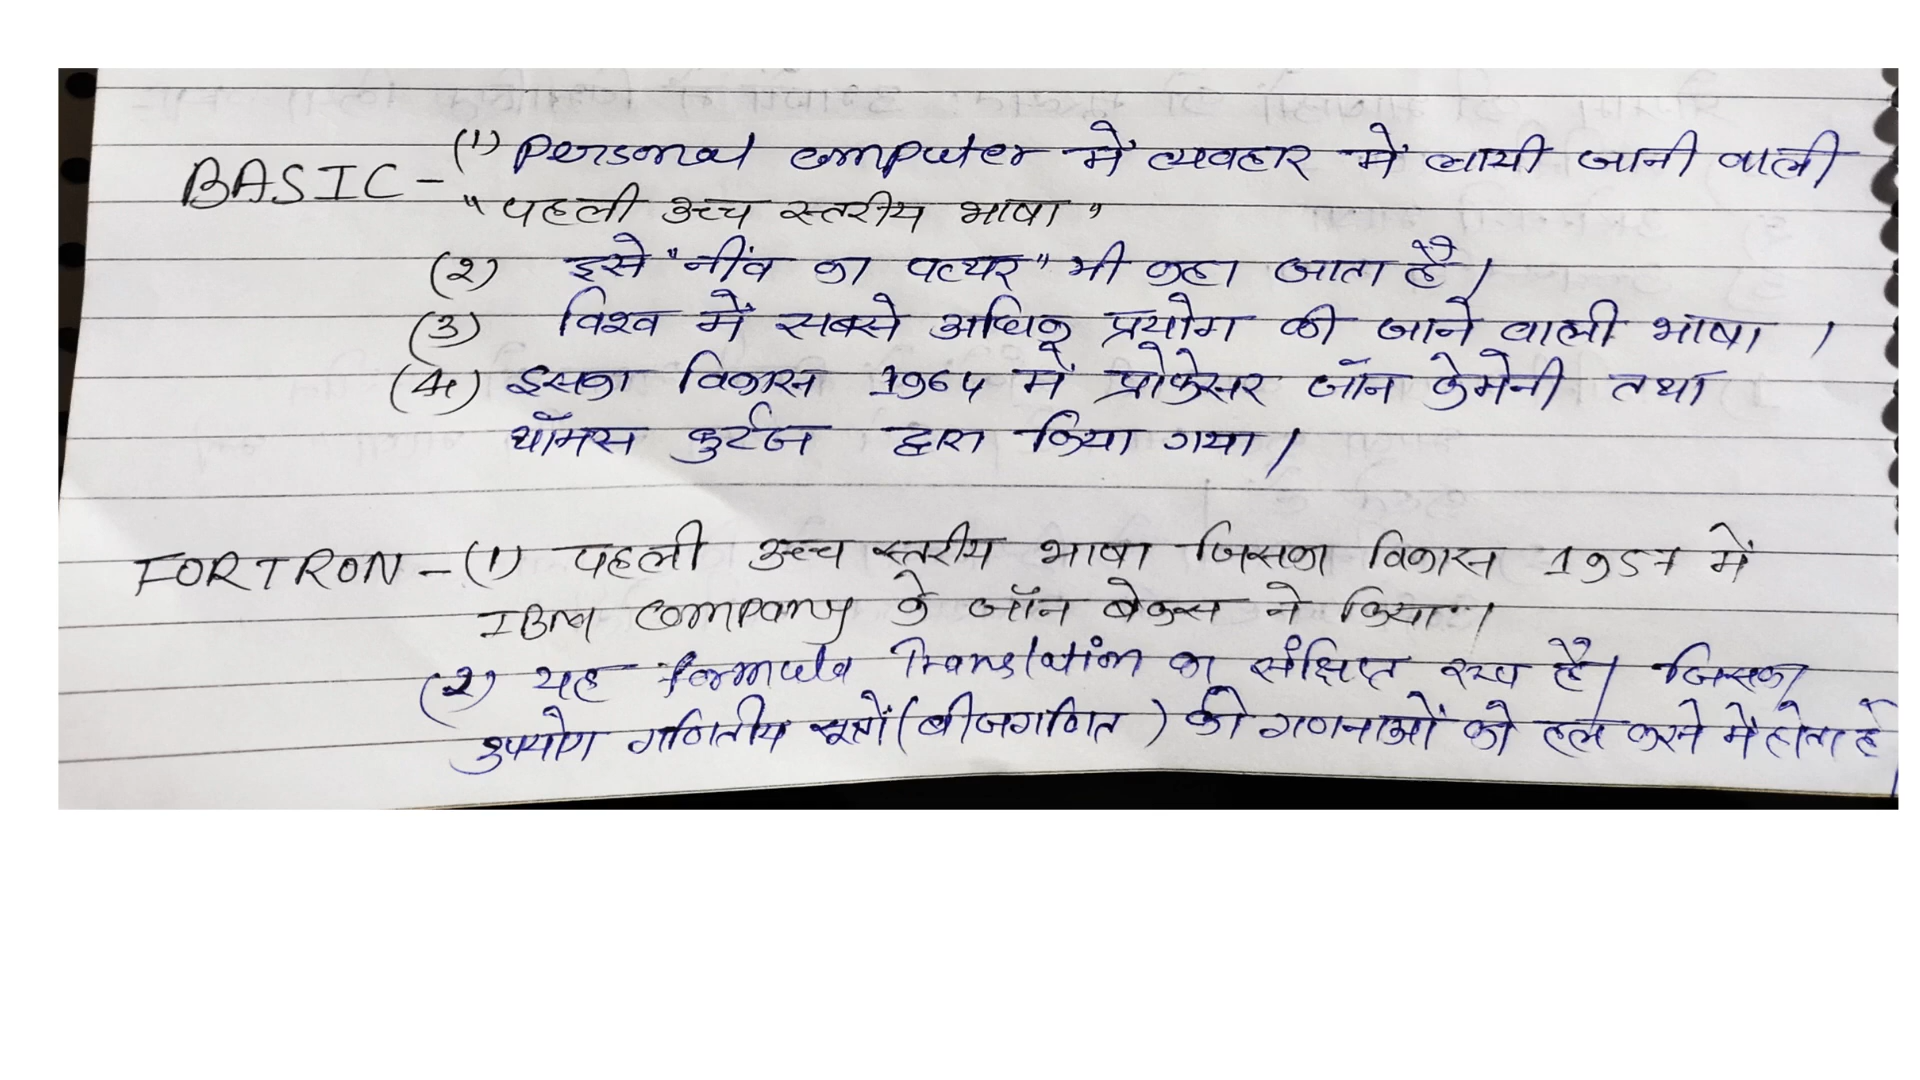 BASIC - (1) Personal computer में व्यवहार में लायी जानी वाली
"पहली उच्च स्तरीय भाषा"
(2) इसे "नींव का पत्थर" भी कहा जाता है।
(3) विश्व में सबसे अधिक प्रयोग की जाने वाली भाषा ।
(4) इसका विकास 1964 में प्रोफेसर जॉन केमेनी तथा
थॉमस कुर्टज द्वारा किया गया।
FORTRON - (1) पहली उच्च स्तरीय भाषा जिसका विकास 1957 में
IBM Company के जॉन बेकस ने किया।
(2) यह formula Translation का संक्षिप्त रूप है। जिसका
उपयोग गणितीय सूत्रों (बीजगणित) की गणनाओं को हल करने में होता है।